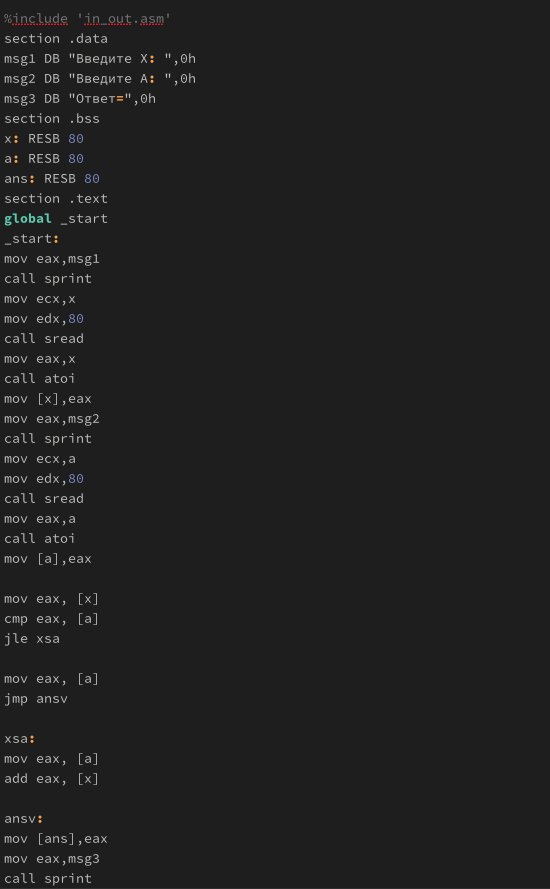 %include 'in_out.asm'
section .data
msg1 DB "Введите X: ",0h
msg2 DB "Введите A: ",0h
msg3 DB "Ответ=",0h
section .bss
x: RESB 80
a: RESB 80
ans: RESB 80
section .text
global _start
_start:
mov eax,msg1
call sprint
mov ecx,x
mov edx,80
call sread
mov eax,x
call atoi
mov [x],eax
mov eax,msg2
call sprint
mov ecx,a
mov edx,80
call sread
mov eax,a
call atoi
mov [a],eax
mov eax, [x]
cmp eax, [a]
jle xsa
mov eax, [a]
jmp ansv
xsa:
mov eax, [a]
add eax, [x]
ansv:
mov [ans],eax
mov eax,msg3
call sprint